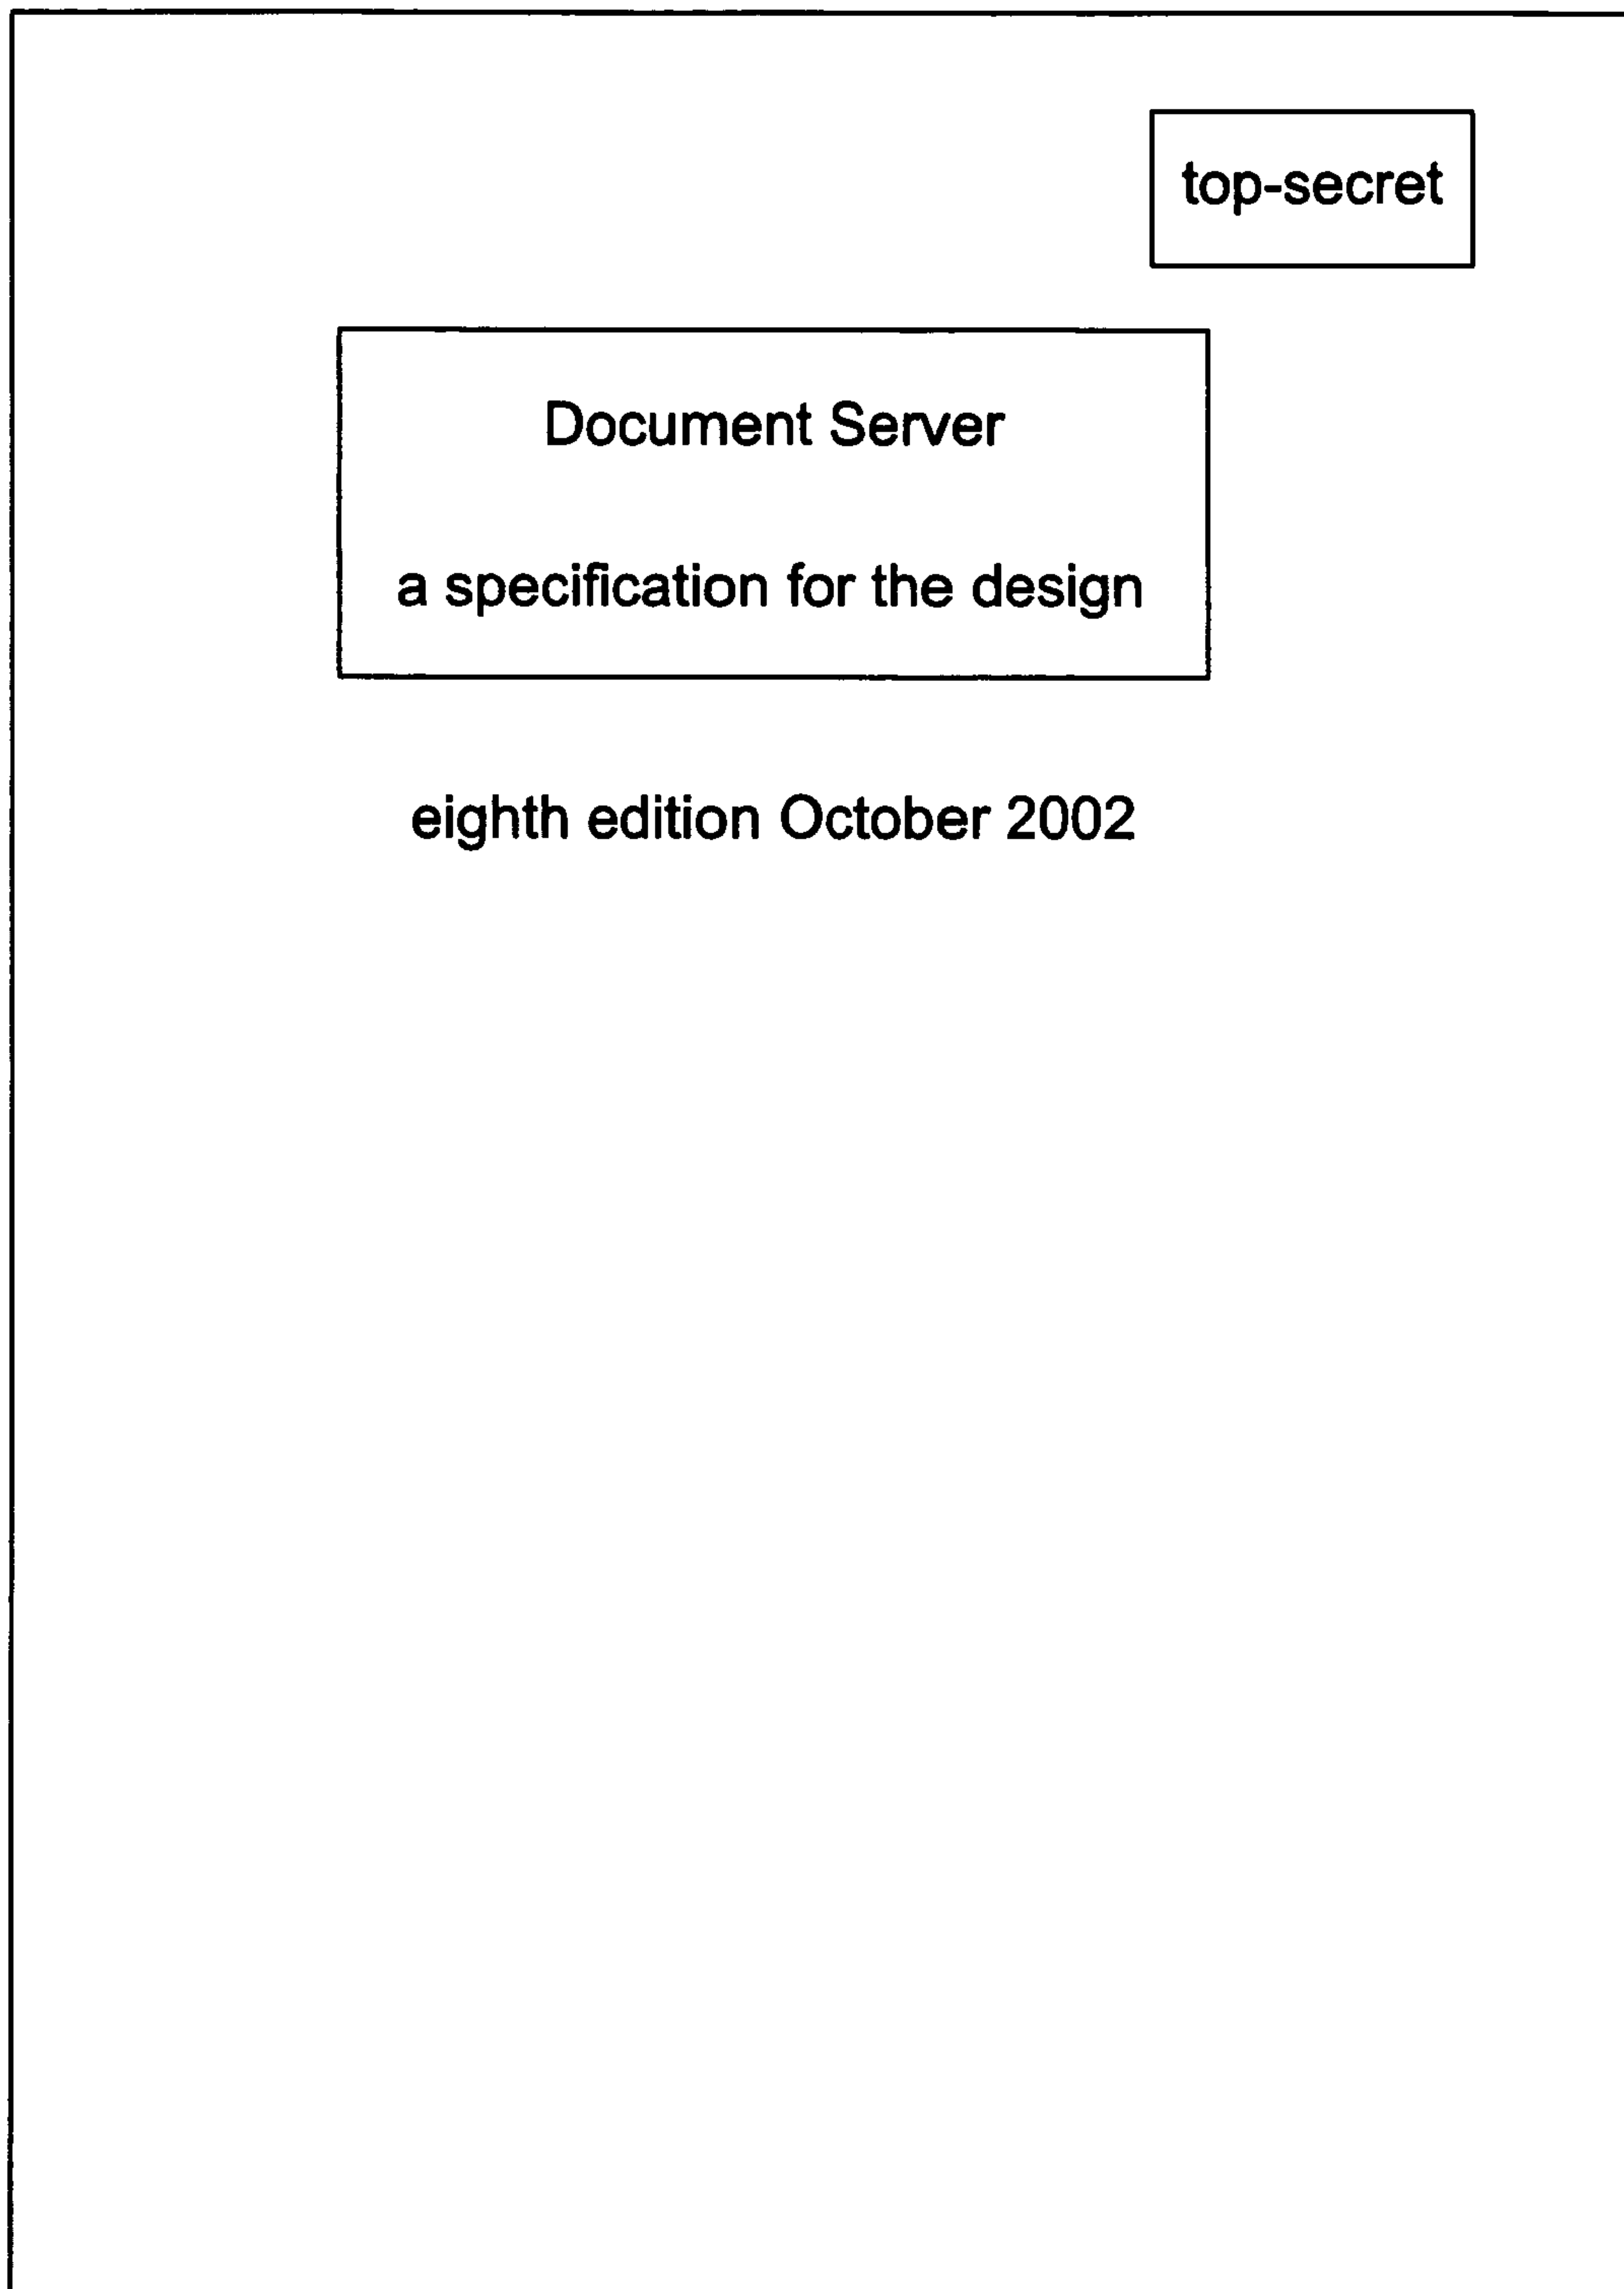 top-secret
Document Server
a specification for the design
eighth edition October 2002